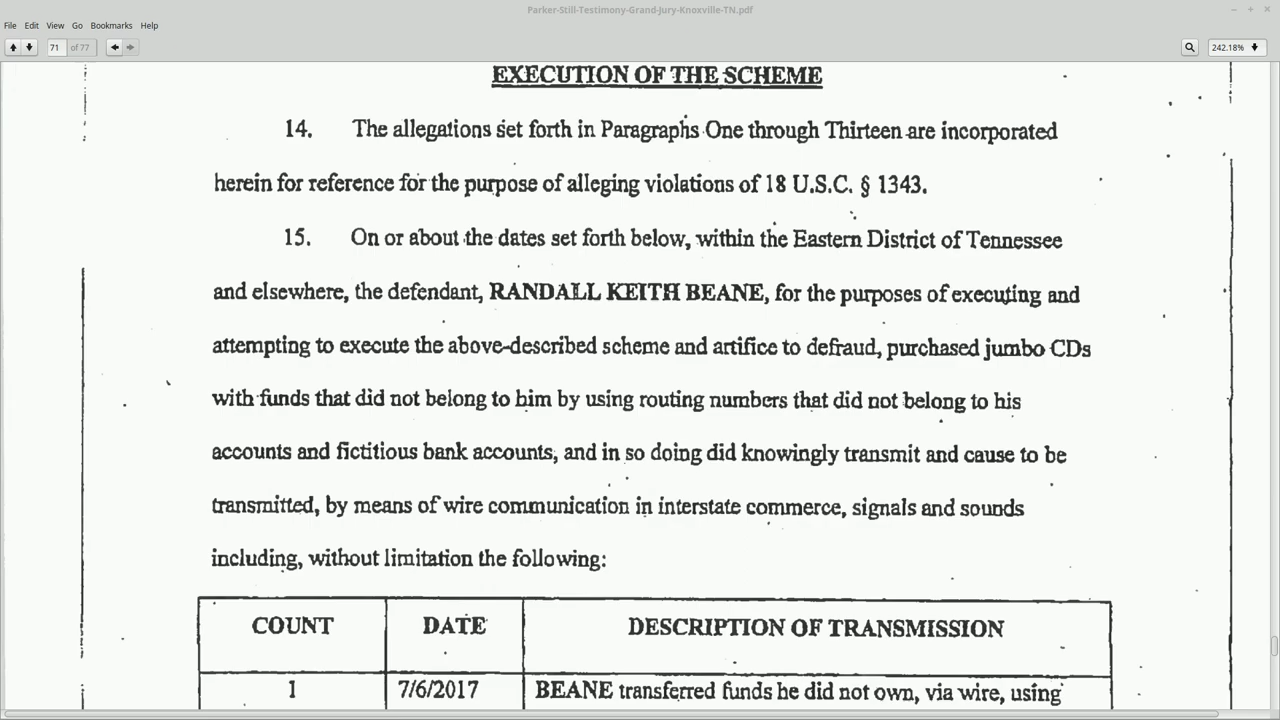 Parker-Still-Testimony-Grand-Jury-Knoxville-TN.pdf
File Edit View Go Bookmarks Help
71 of 77 242.18%
EXECUTION OF THE SCHEME
14. The allegations set forth in Paragraphs One through Thirteen are incorporated
herein for reference for the purpose of alleging violations of 18 U.S.C. § 1343.
15. On or about the dates set forth below, within the Eastern District of Tennessee
and elsewhere, the defendant, RANDALL KEITH BEANE, for the purposes of executing and
attempting to execute the above-described scheme and artifice to defraud, purchased jumbo CDs
with funds that did not belong to him by using routing numbers that did not belong to his
accounts and fictitious bank accounts, and in so doing did knowingly transmit and cause to be
transmitted, by means of wire communication in interstate commerce, signals and sounds
including, without limitation the following:
COUNT DATE DESCRIPTION OF TRANSMISSION
1 7/6/2017 BEANE transferred funds he did not own, via wire, using